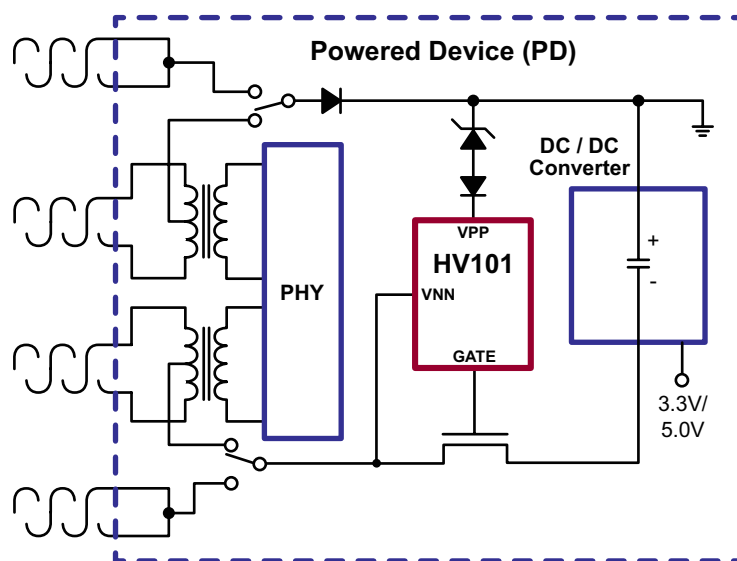 Powered Device (PD)
DC / DC
Converter
VPP
HV101
+
PHY
VNN
-
GATE
3.3V/
5.0V